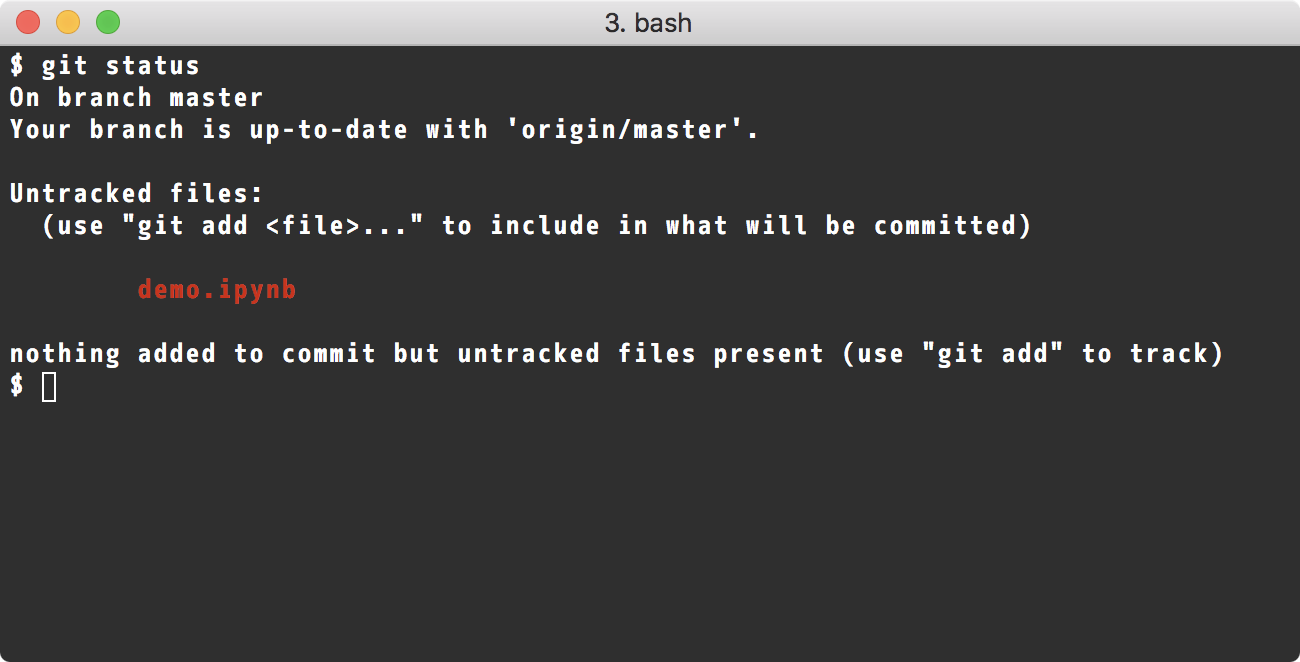 3. bash
$ git status
On branch master
Your branch is up-to-date with 'origin/master'.
Untracked files:
  (use "git add <file>..." to include in what will be committed)
        demo.ipynb
nothing added to commit but untracked files present (use "git add" to track)
$